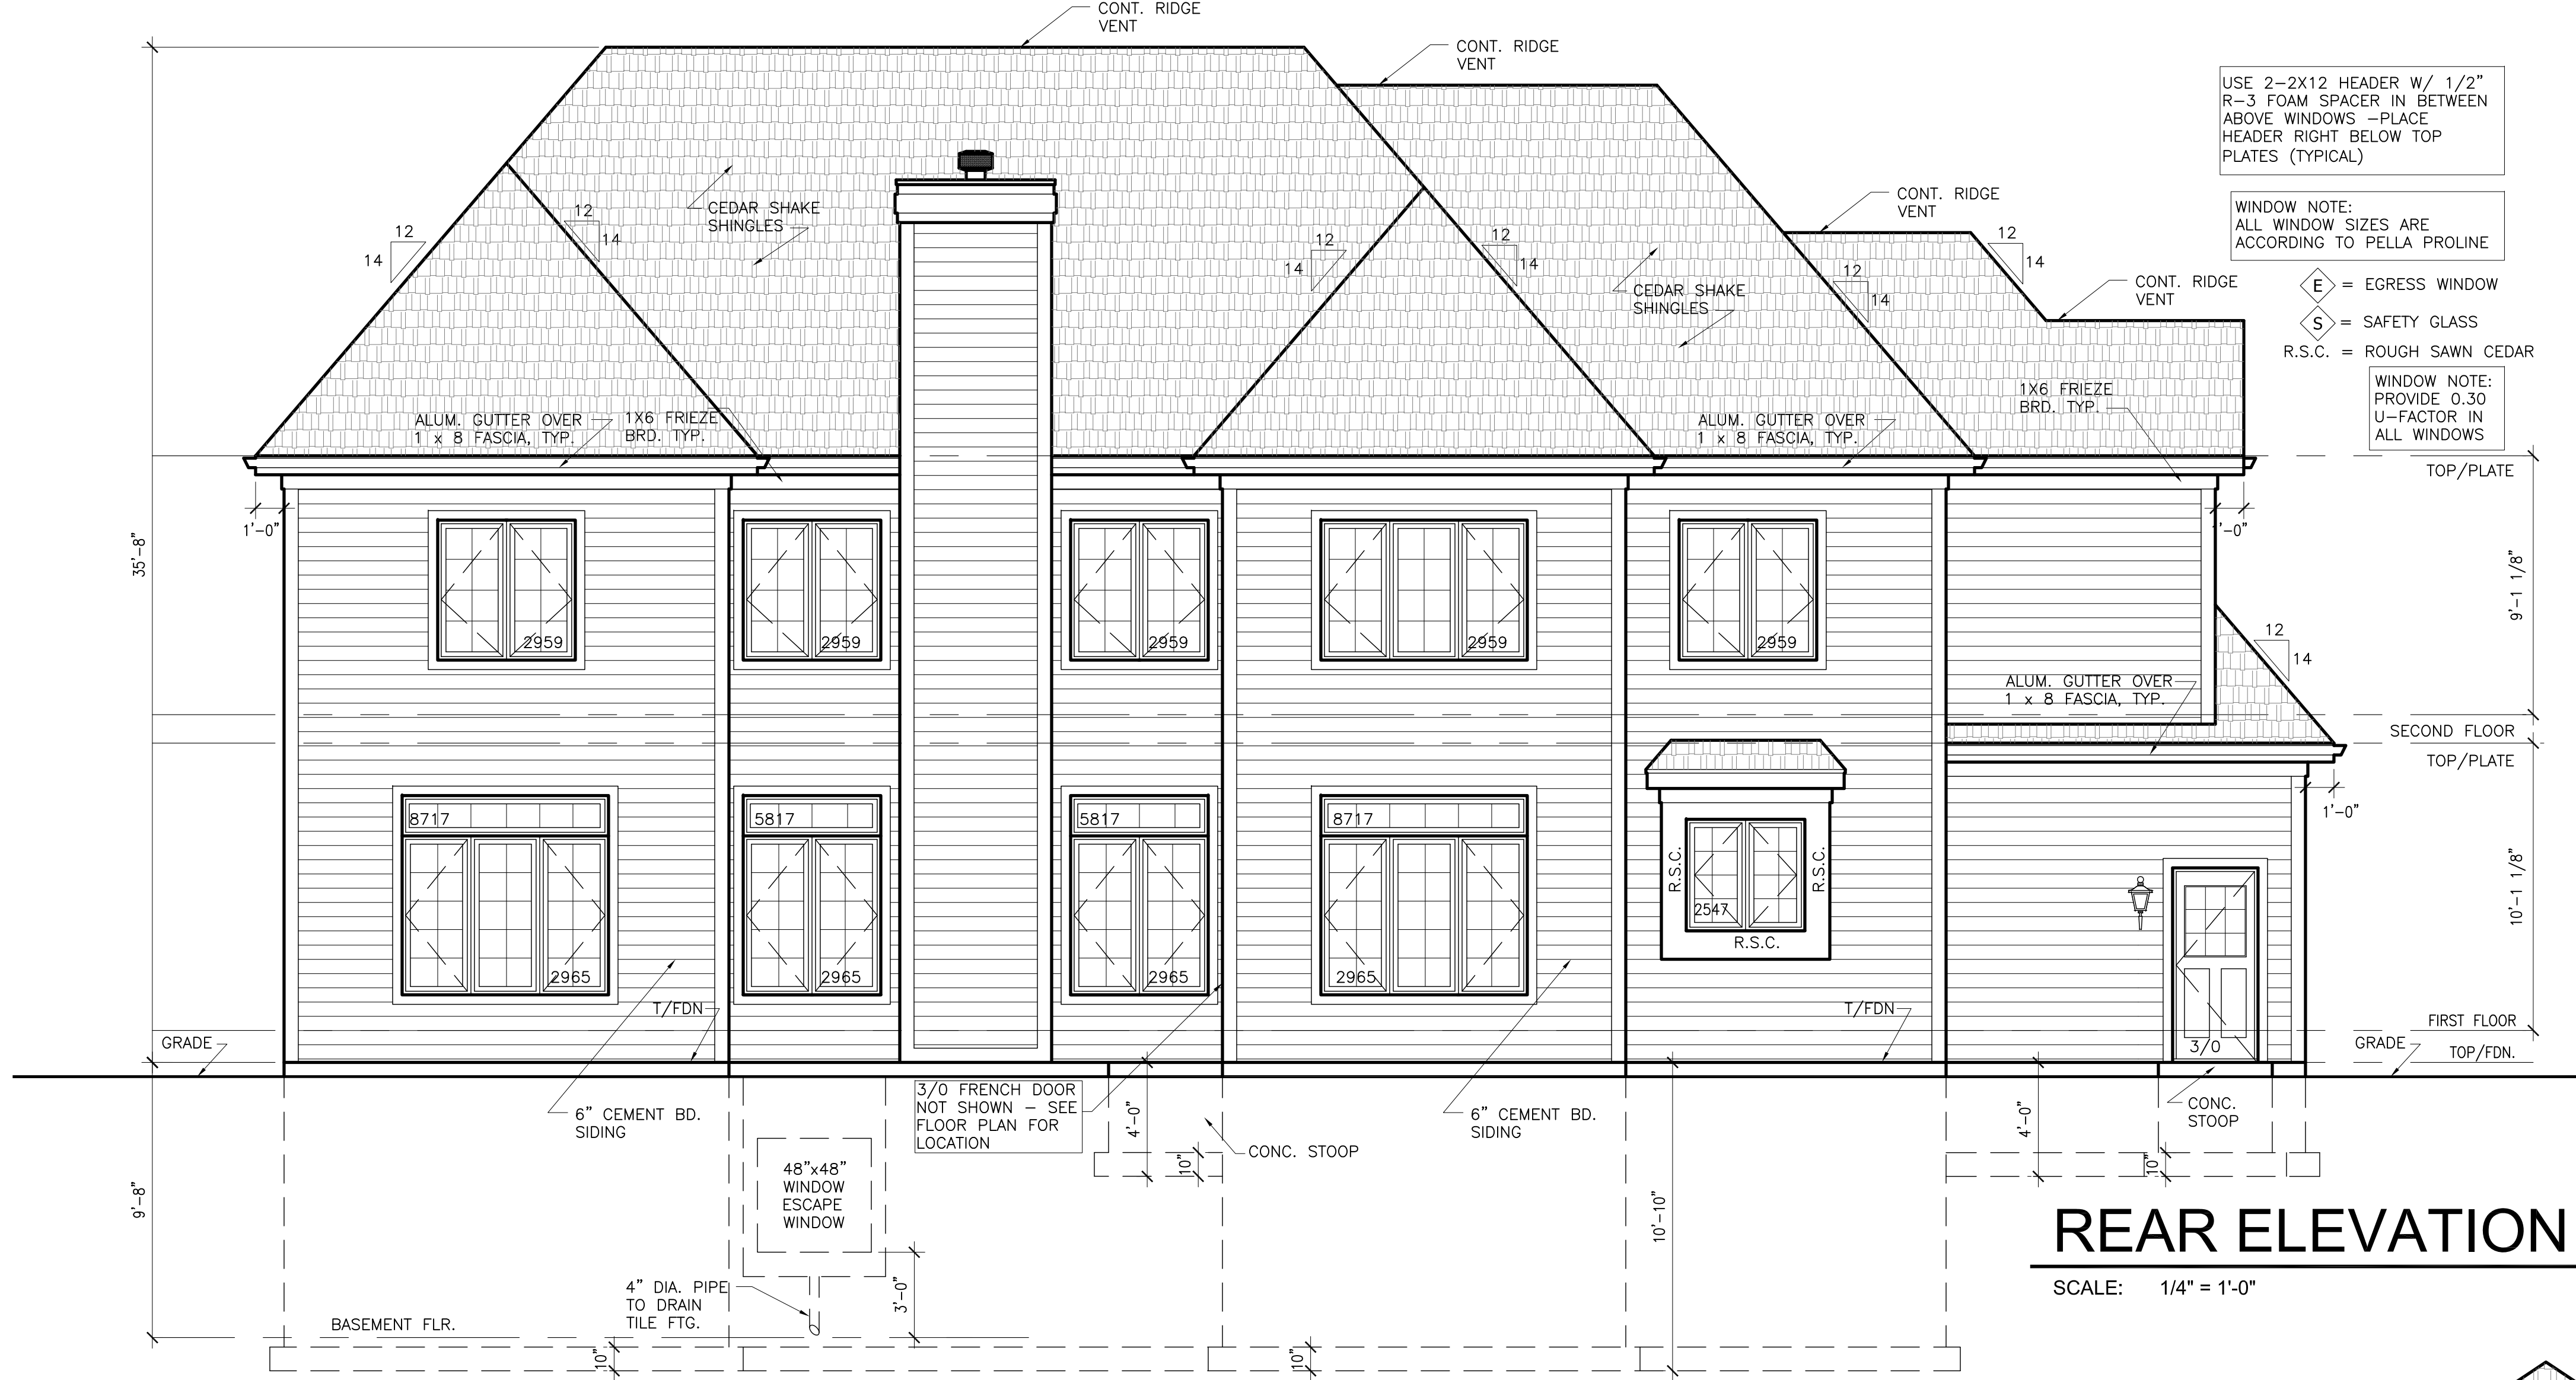 CONT. RIDGE
VENT
CONT. RIDGE
VENT
USE 2-2X12 HEADER W/ 1/2"
R-3 FOAM SPACER IN BETWEEN
ABOVE WINDOWS -PLACE
HEADER RIGHT BELOW TOP
PLATES (TYPICAL)
CONT. RIDGE
VENT
WINDOW NOTE:
ALL WINDOW SIZES ARE
ACCORDING TO PELLA PROLINE
CONT. RIDGE
VENT
E = EGRESS WINDOW
S = SAFETY GLASS
R.S.C. = ROUGH SAWN CEDAR
WINDOW NOTE:
PROVIDE 0.30
U-FACTOR IN
ALL WINDOWS
CEDAR SHAKE
SHINGLES
CEDAR SHAKE
SHINGLES
12
14
12
14
12
14
12
14
12
14
12
14
12
14
ALUM. GUTTER OVER
1 x 8 FASCIA, TYP.
1X6 FRIEZE
BRD. TYP.
ALUM. GUTTER OVER
1 x 8 FASCIA, TYP.
1X6 FRIEZE
BRD. TYP.
TOP/PLATE
1'-0"
1'-0"
35'-8"
9'-1 1/8"
2959
2959
2959
2959
2959
ALUM. GUTTER OVER
1 x 8 FASCIA, TYP.
SECOND FLOOR
TOP/PLATE
1'-0"
8717
5817
5817
8717
R.S.C.
R.S.C.
2547
R.S.C.
10'-1 1/8"
2965
2965
2965
2965
T/FDN
T/FDN
3/0
FIRST FLOOR
GRADE
GRADE
TOP/FDN.
6" CEMENT BD.
SIDING
3/0 FRENCH DOOR
NOT SHOWN - SEE
FLOOR PLAN FOR
LOCATION
4'-0"
10"
CONC. STOOP
6" CEMENT BD.
SIDING
4'-0"
10"
CONC.
STOOP
48"x48"
WINDOW
ESCAPE
WINDOW
9'-8"
10'-10"
3'-0"
4" DIA. PIPE
TO DRAIN
TILE FTG.
BASEMENT FLR.
10"
10"
REAR ELEVATION
SCALE: 1/4" = 1'-0"